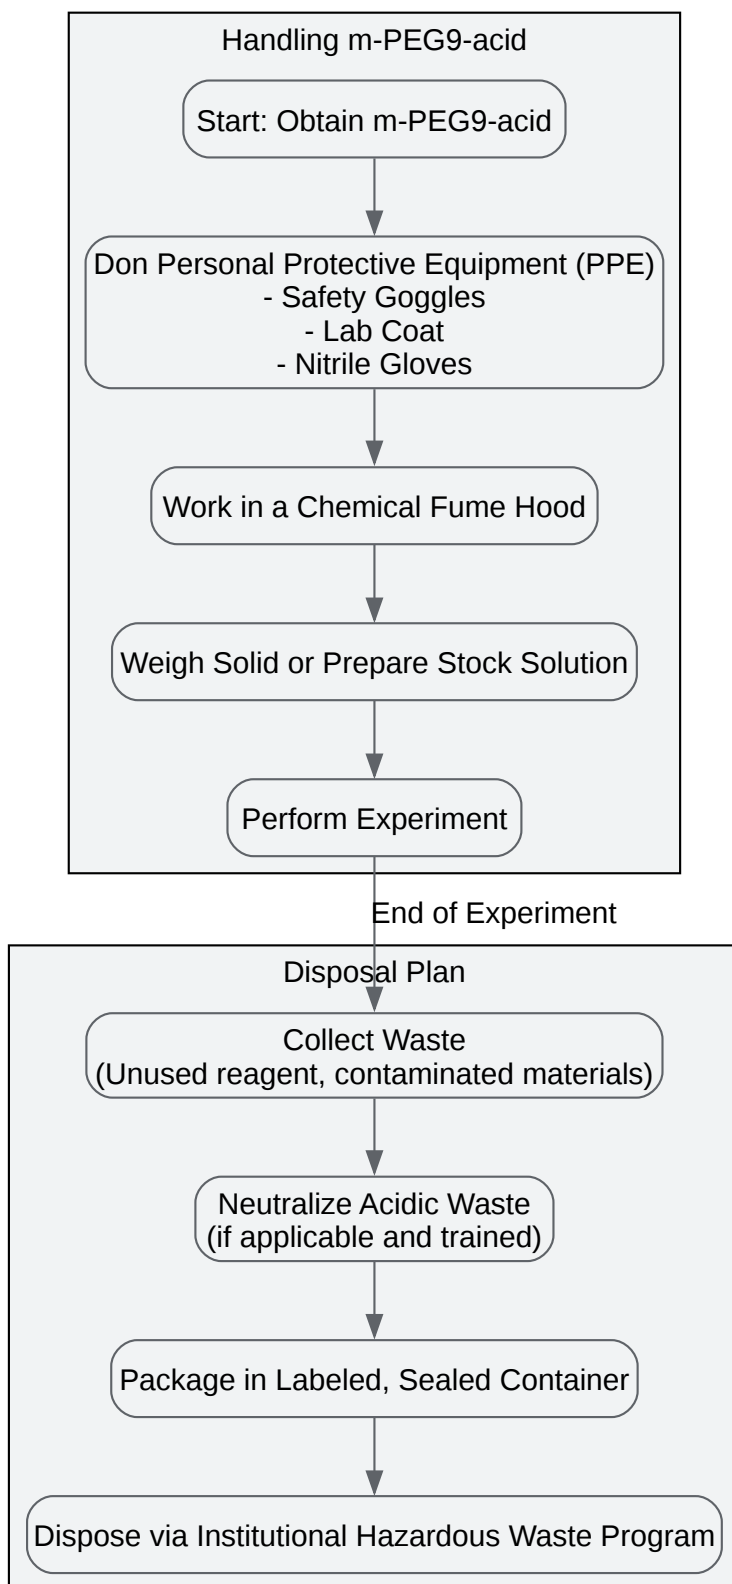 Handling m-PEG9-acid
Start: Obtain m-PEG9-acid
Don Personal Protective Equipment (PPE)
- Safety Goggles
- Lab Coat
- Nitrile Gloves
Work in a Chemical Fume Hood
Weigh Solid or Prepare Stock Solution
Perform Experiment
End of Experiment
Disposal Plan
Collect Waste
(Unused reagent, contaminated materials)
Neutralize Acidic Waste
(if applicable and trained)
Package in Labeled, Sealed Container
Dispose via Institutional Hazardous Waste Program